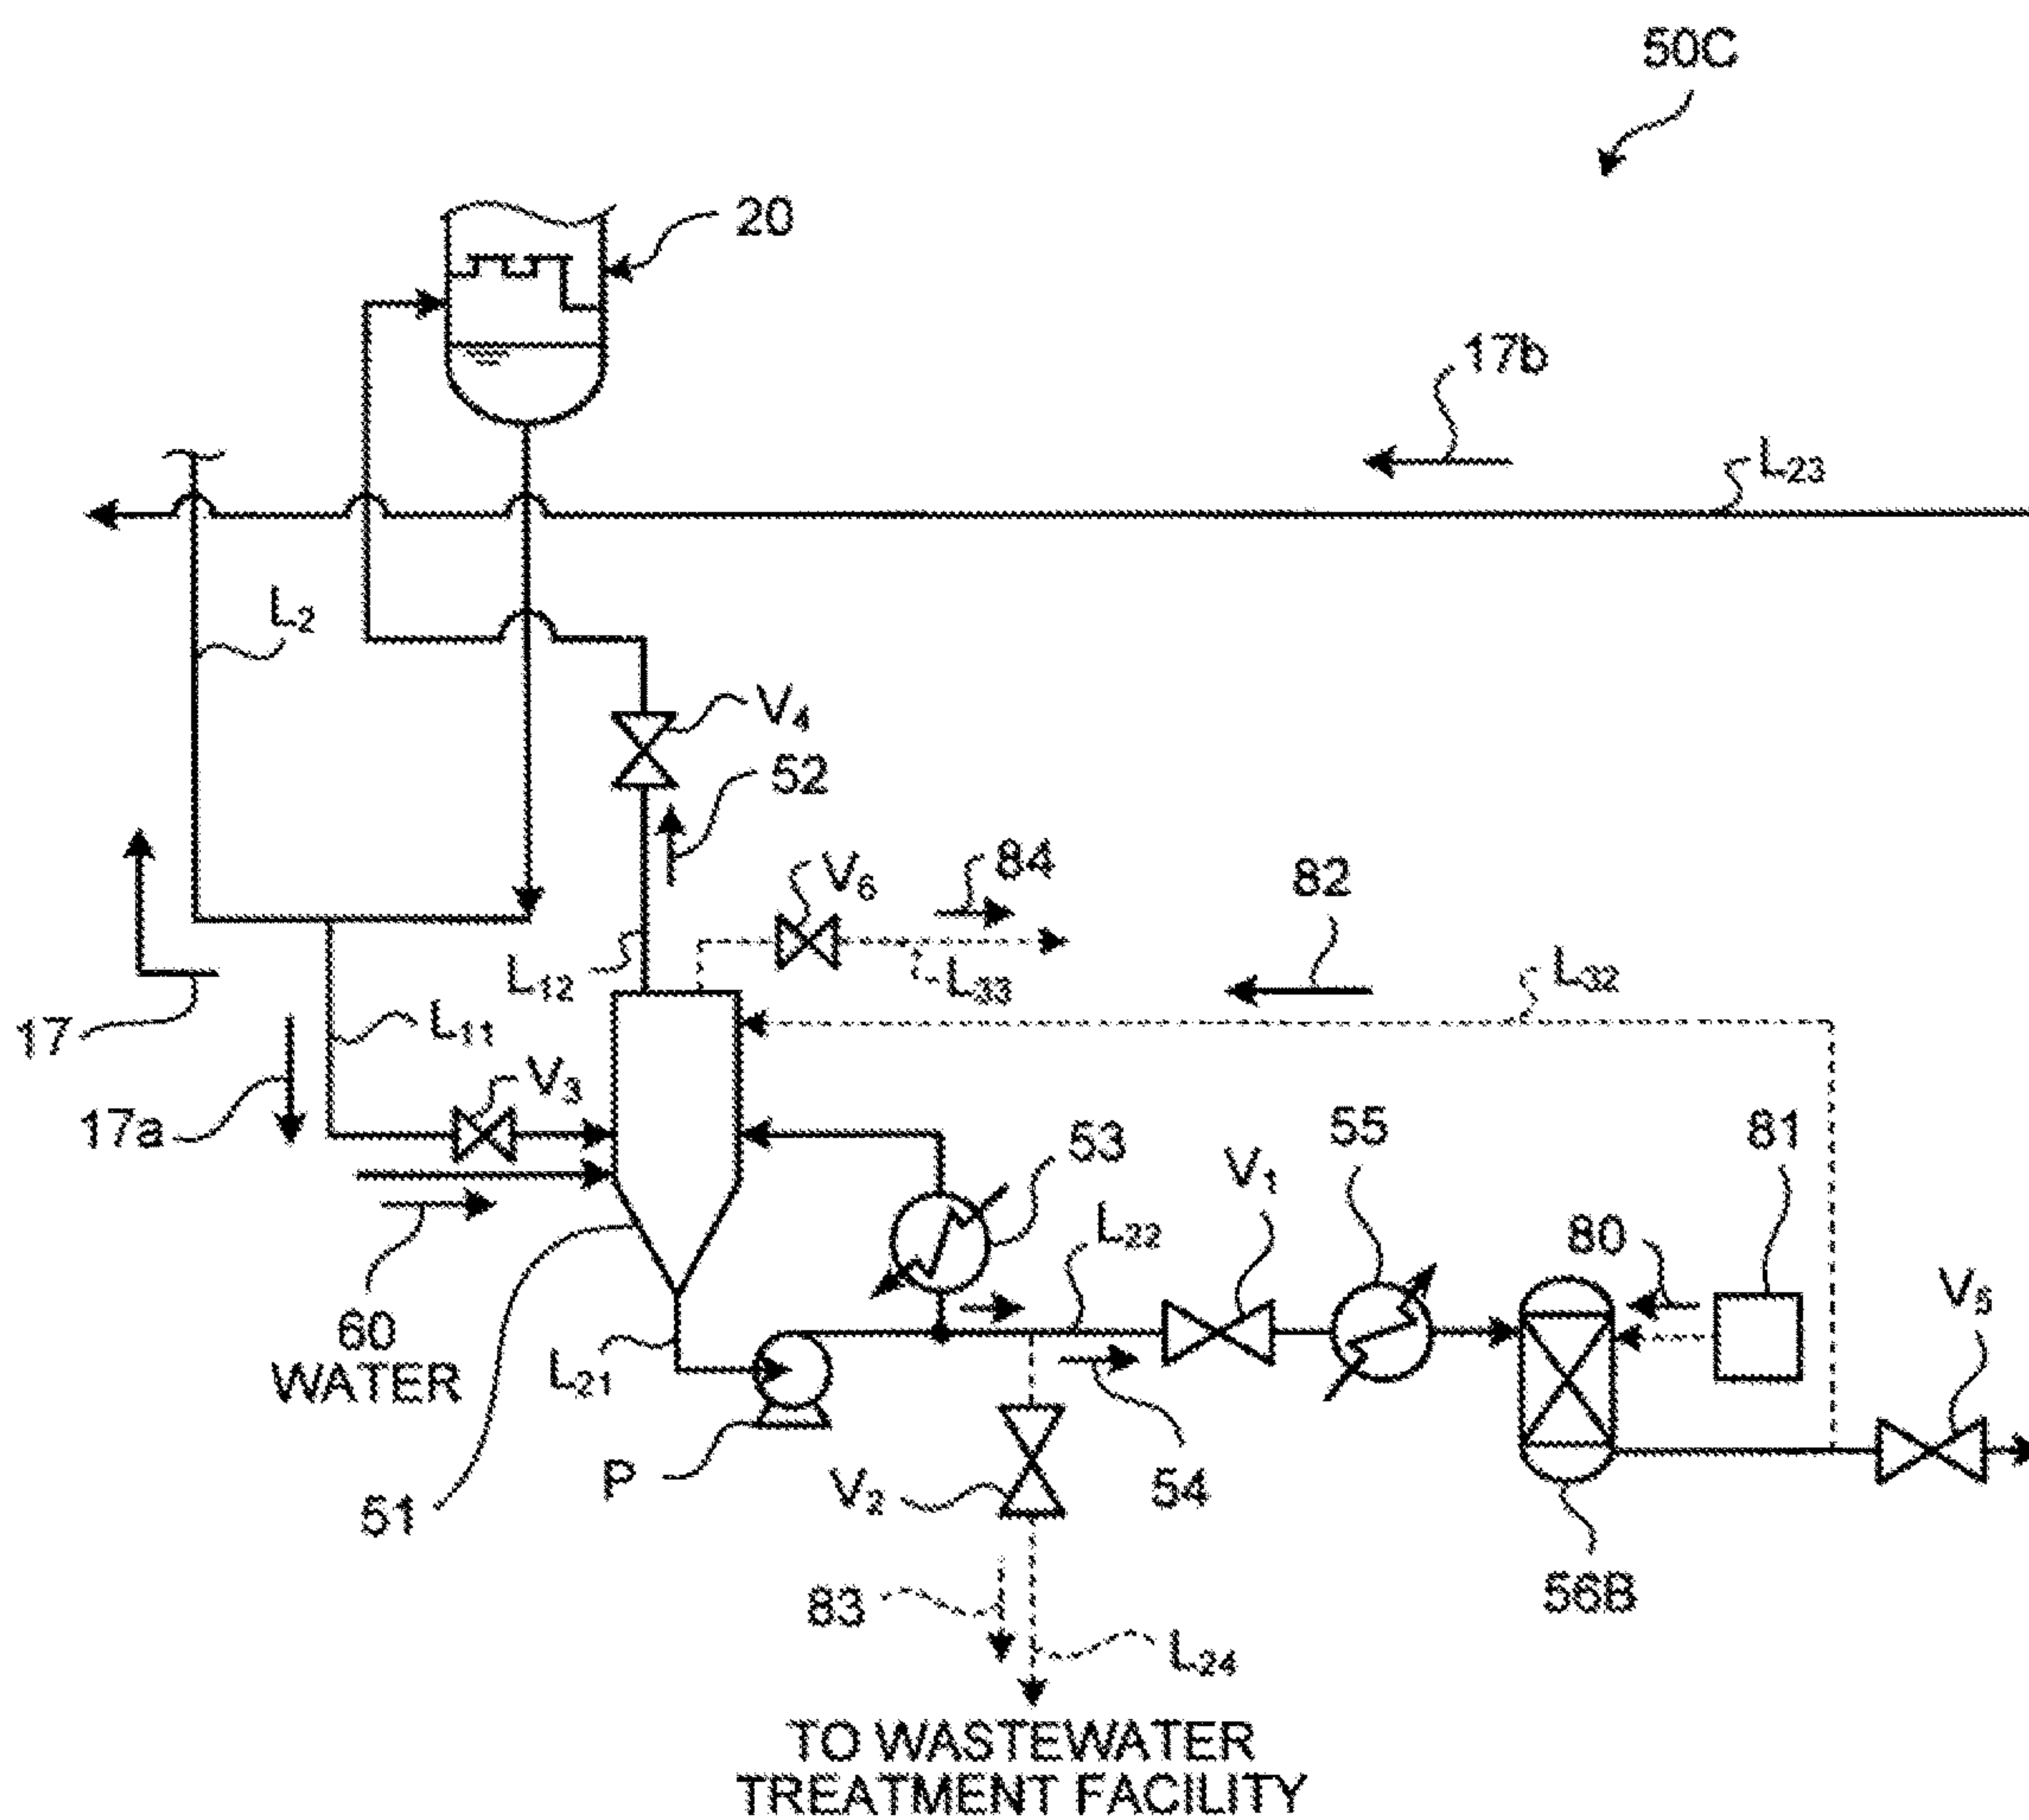 50C
20
17b
L23
L2
V4
52
84
V6
82
L12
L33
L32
17
L11
V3
17a
53
55
81
V1
L22
80
V5
60
WATER
L21
P
V2
54
51
56B
83
L24
TO WASTEWATER
TREATMENT FACILITY